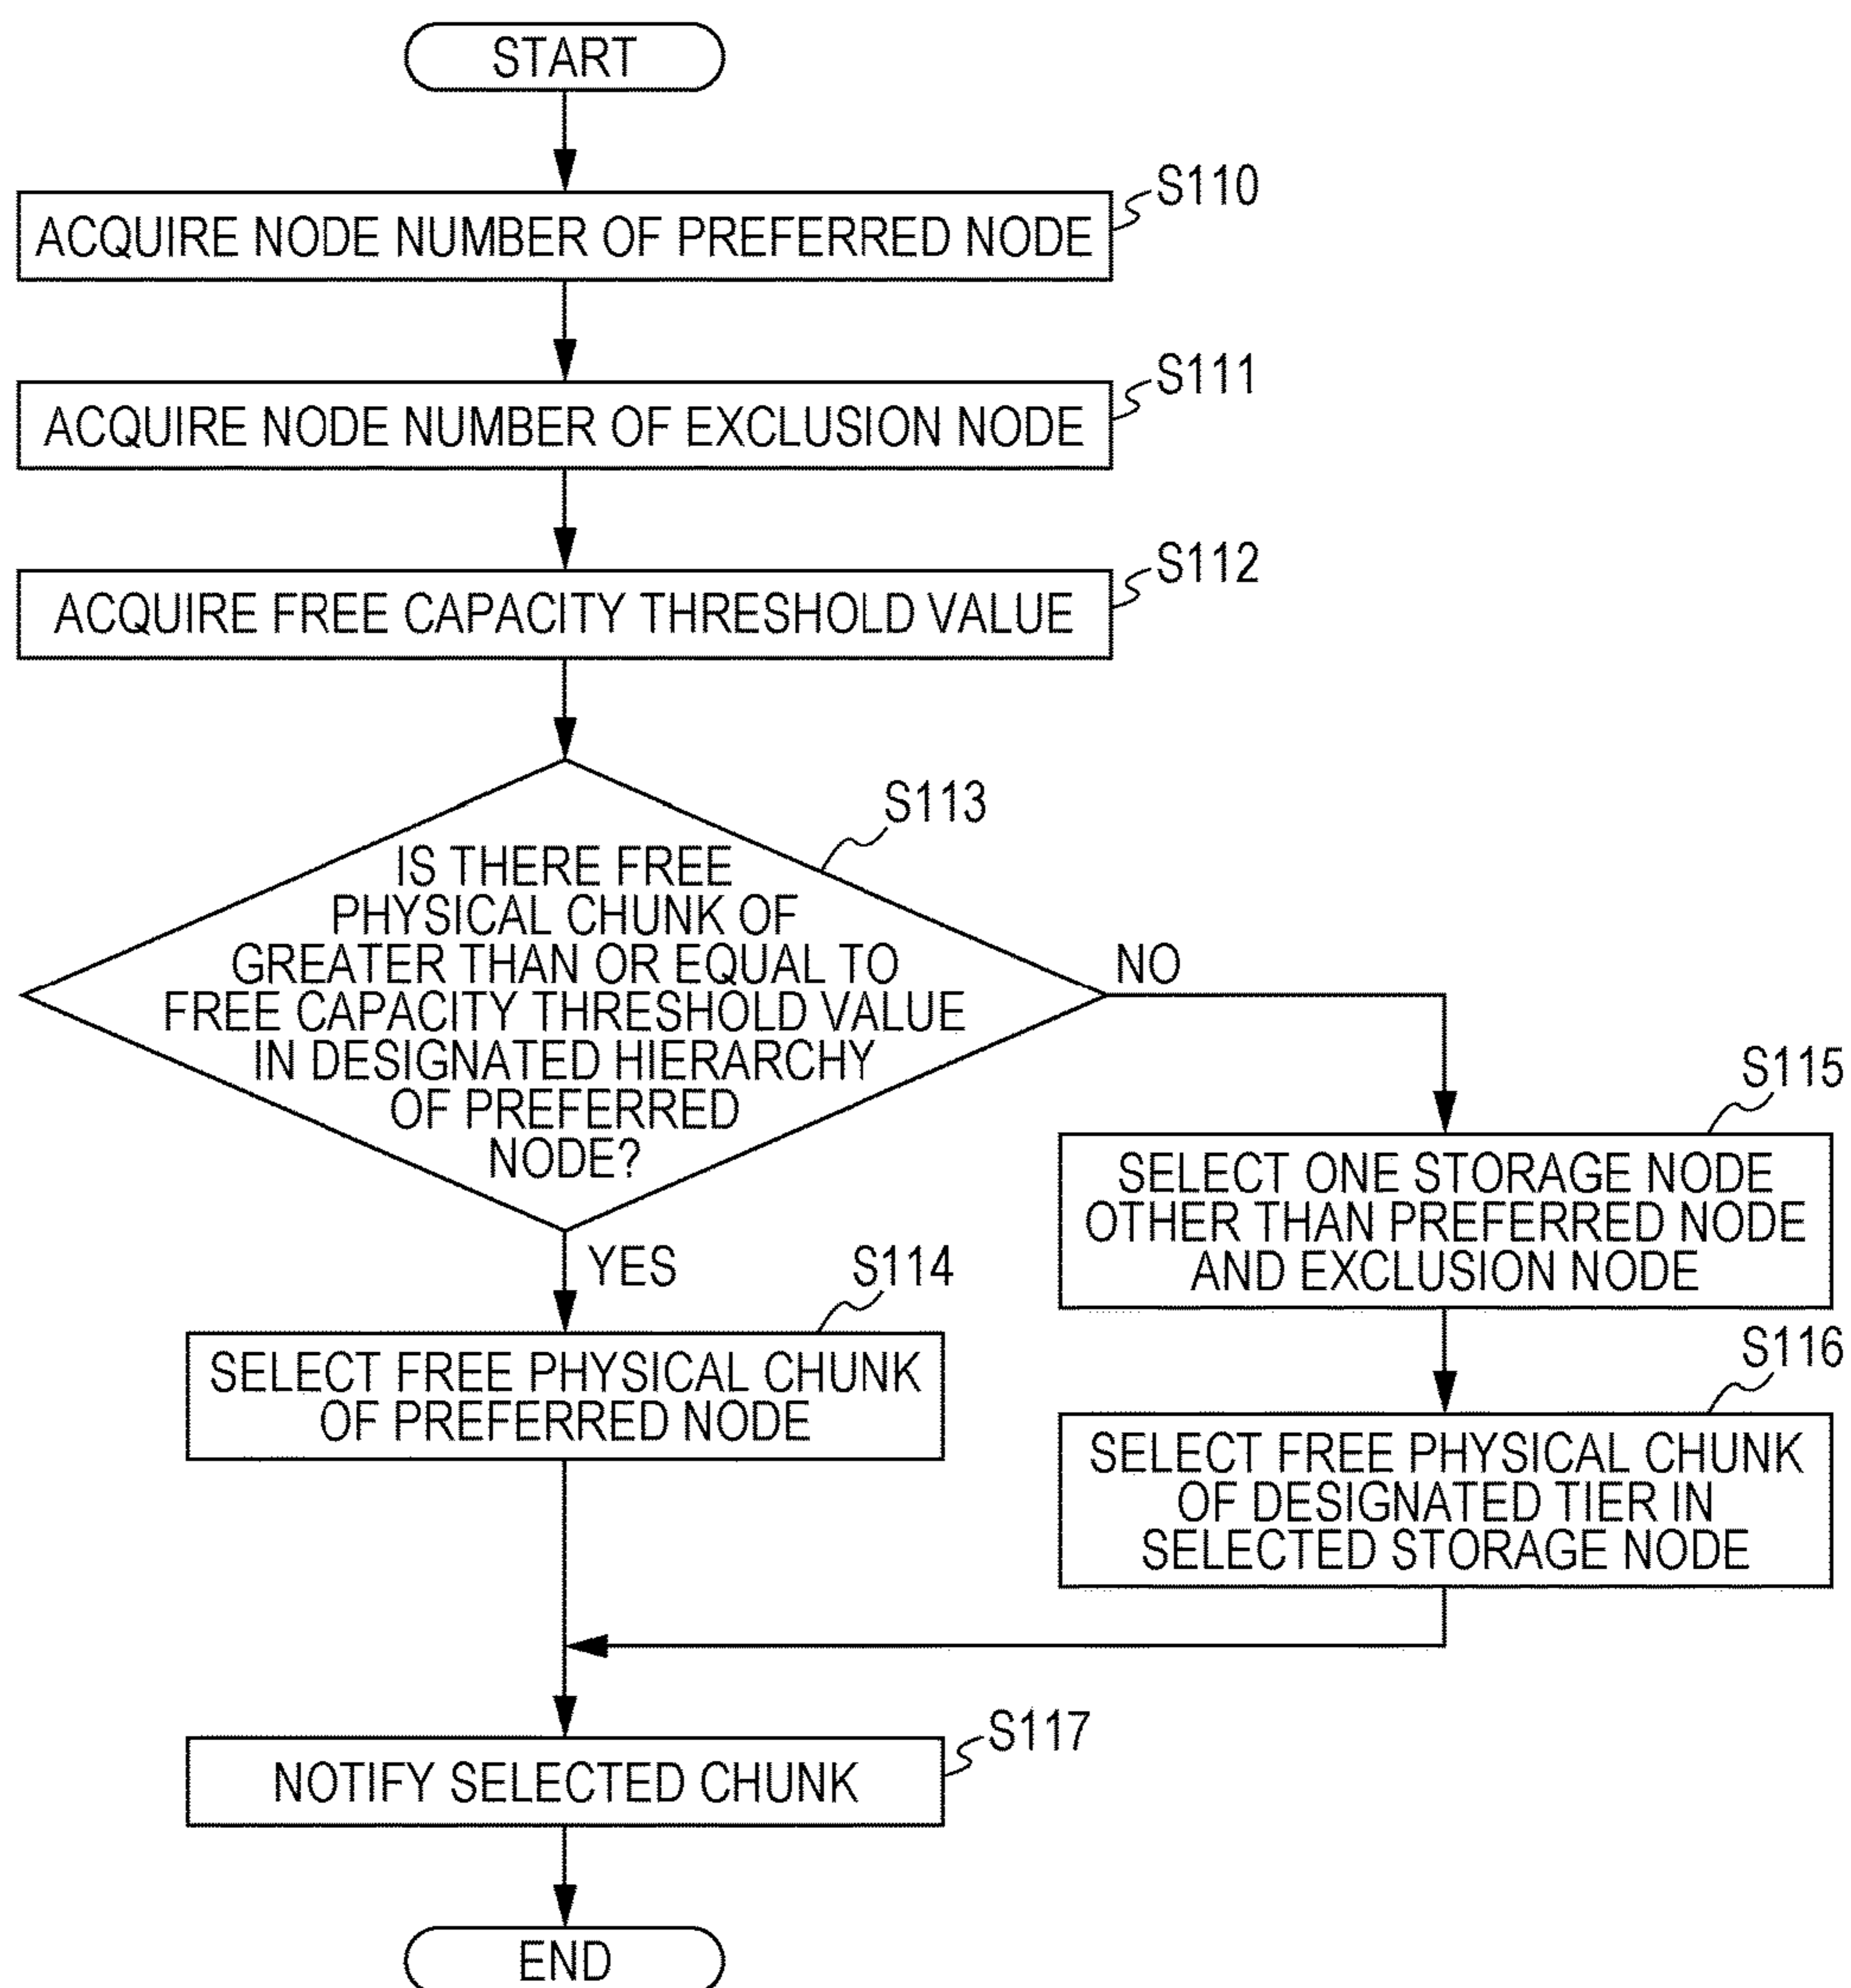 START
S110
ACQUIRE NODE NUMBER OF PREFERRED NODE
S111
ACQUIRE NODE NUMBER OF EXCLUSION NODE
S112
ACQUIRE FREE CAPACITY THRESHOLD VALUE
S113
IS THERE FREE
PHYSICAL CHUNK OF
GREATER THAN OR EQUAL TO
FREE CAPACITY THRESHOLD VALUE
IN DESIGNATED HIERARCHY
OF PREFERRED
NODE?
NO
YES
S114
SELECT FREE PHYSICAL CHUNK
OF PREFERRED NODE
S115
SELECT ONE STORAGE NODE
OTHER THAN PREFERRED NODE
AND EXCLUSION NODE
S116
SELECT FREE PHYSICAL CHUNK
OF DESIGNATED TIER IN
SELECTED STORAGE NODE
S117
NOTIFY SELECTED CHUNK
END